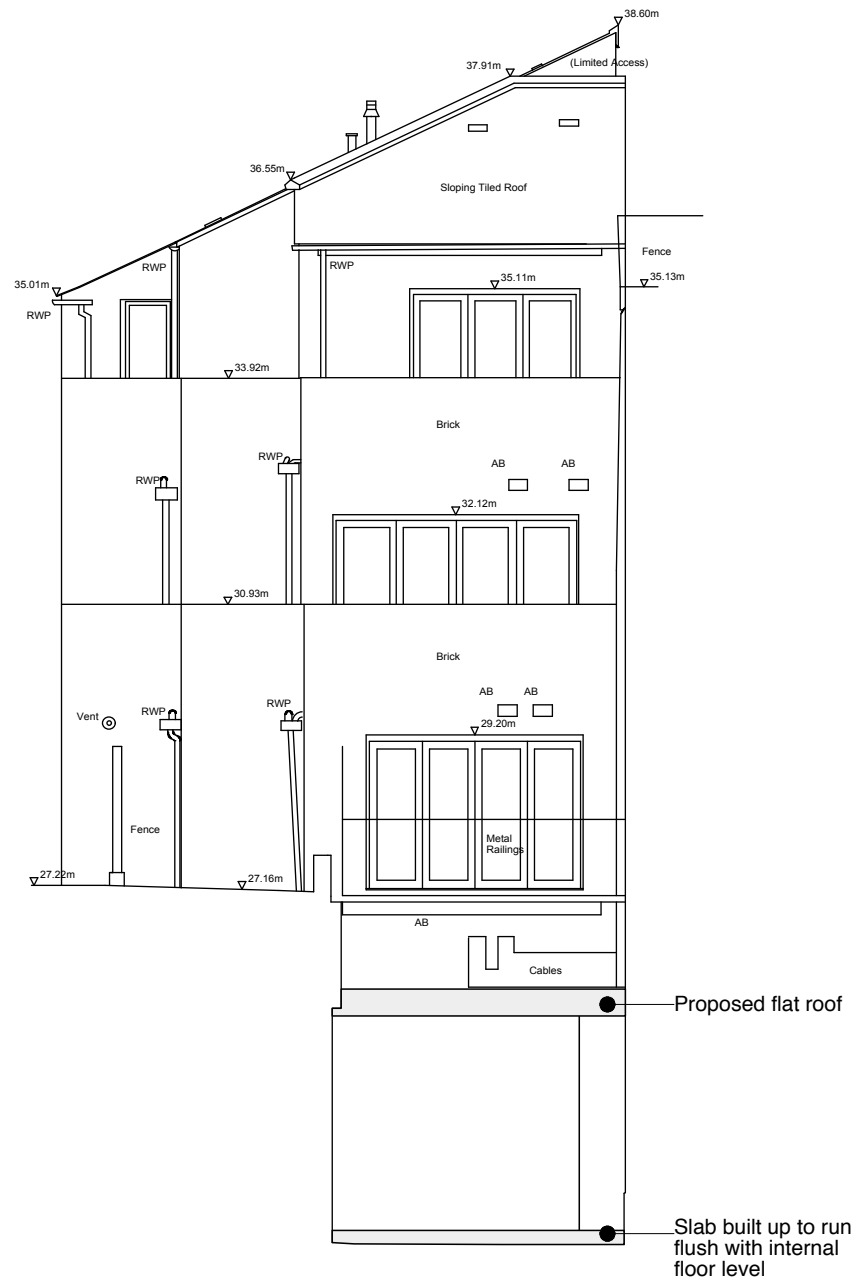 38.60m
37.91m
(Limited Access)
36.55m
Sloping Tiled Roof
Fence
RWP
RWP
35.11m
35.13m
35.01m
RWP
33.92m
Brick
RWP
AB
AB
RWP
32.12m
30.93m
Brick
AB
AB
RWP
RWP
Vent
29.20m
Fence
Metal
Railings
27.22m
27.16m
AB
Cables
Proposed flat roof
Slab built up to run
flush with internal
floor level